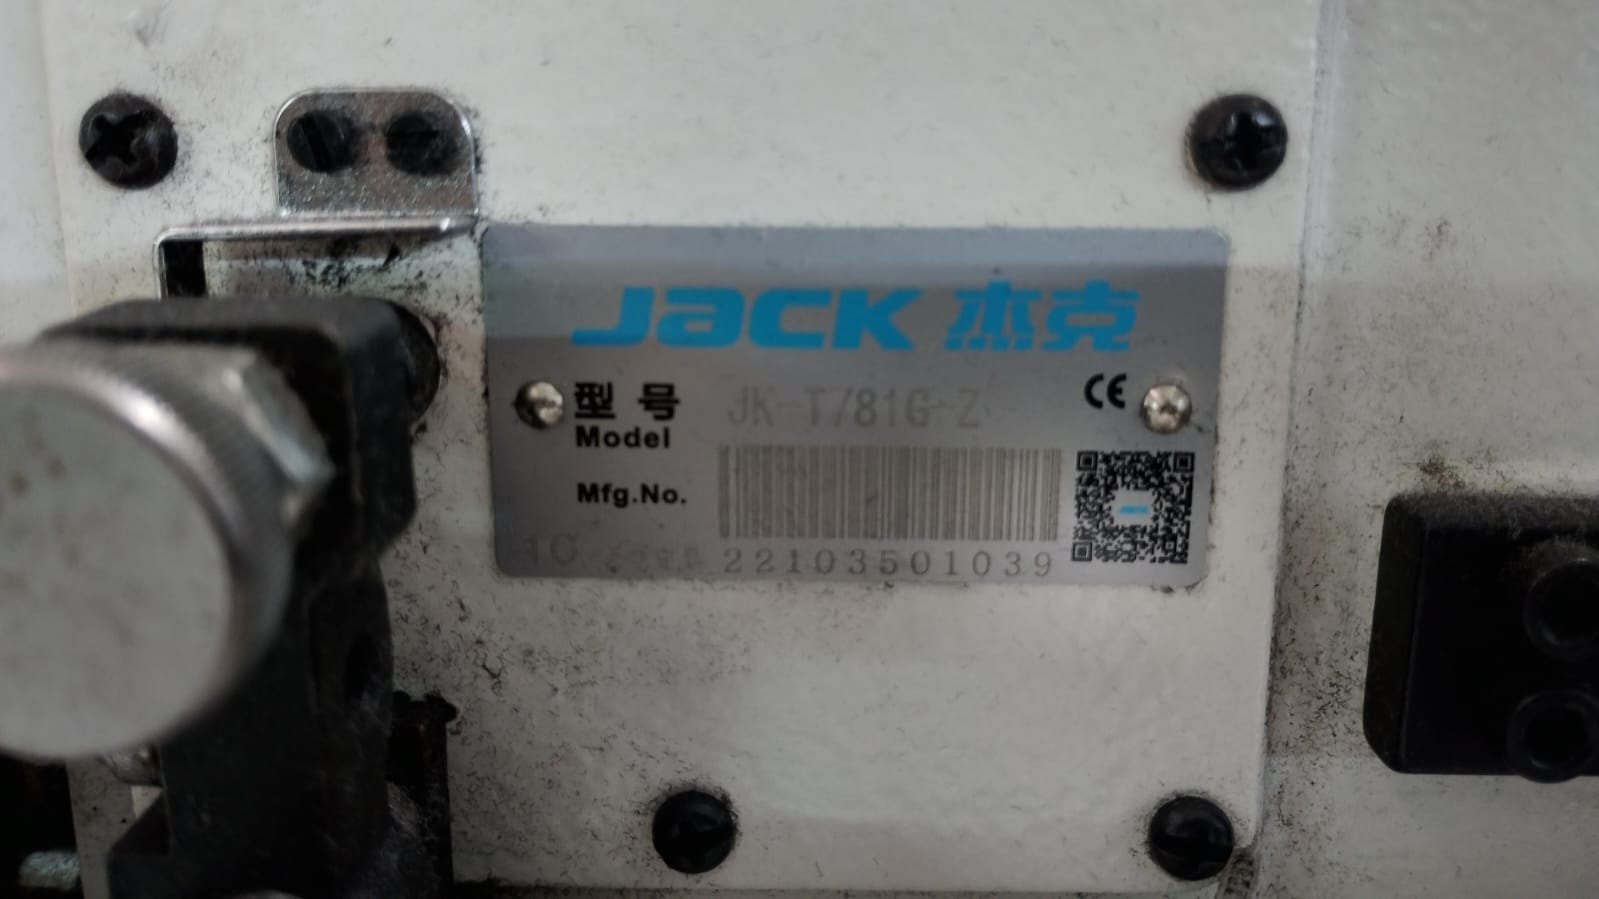 JACK 杰克
型号 JK-T781G-Z CE
Model
Mfg.No.
22103501039